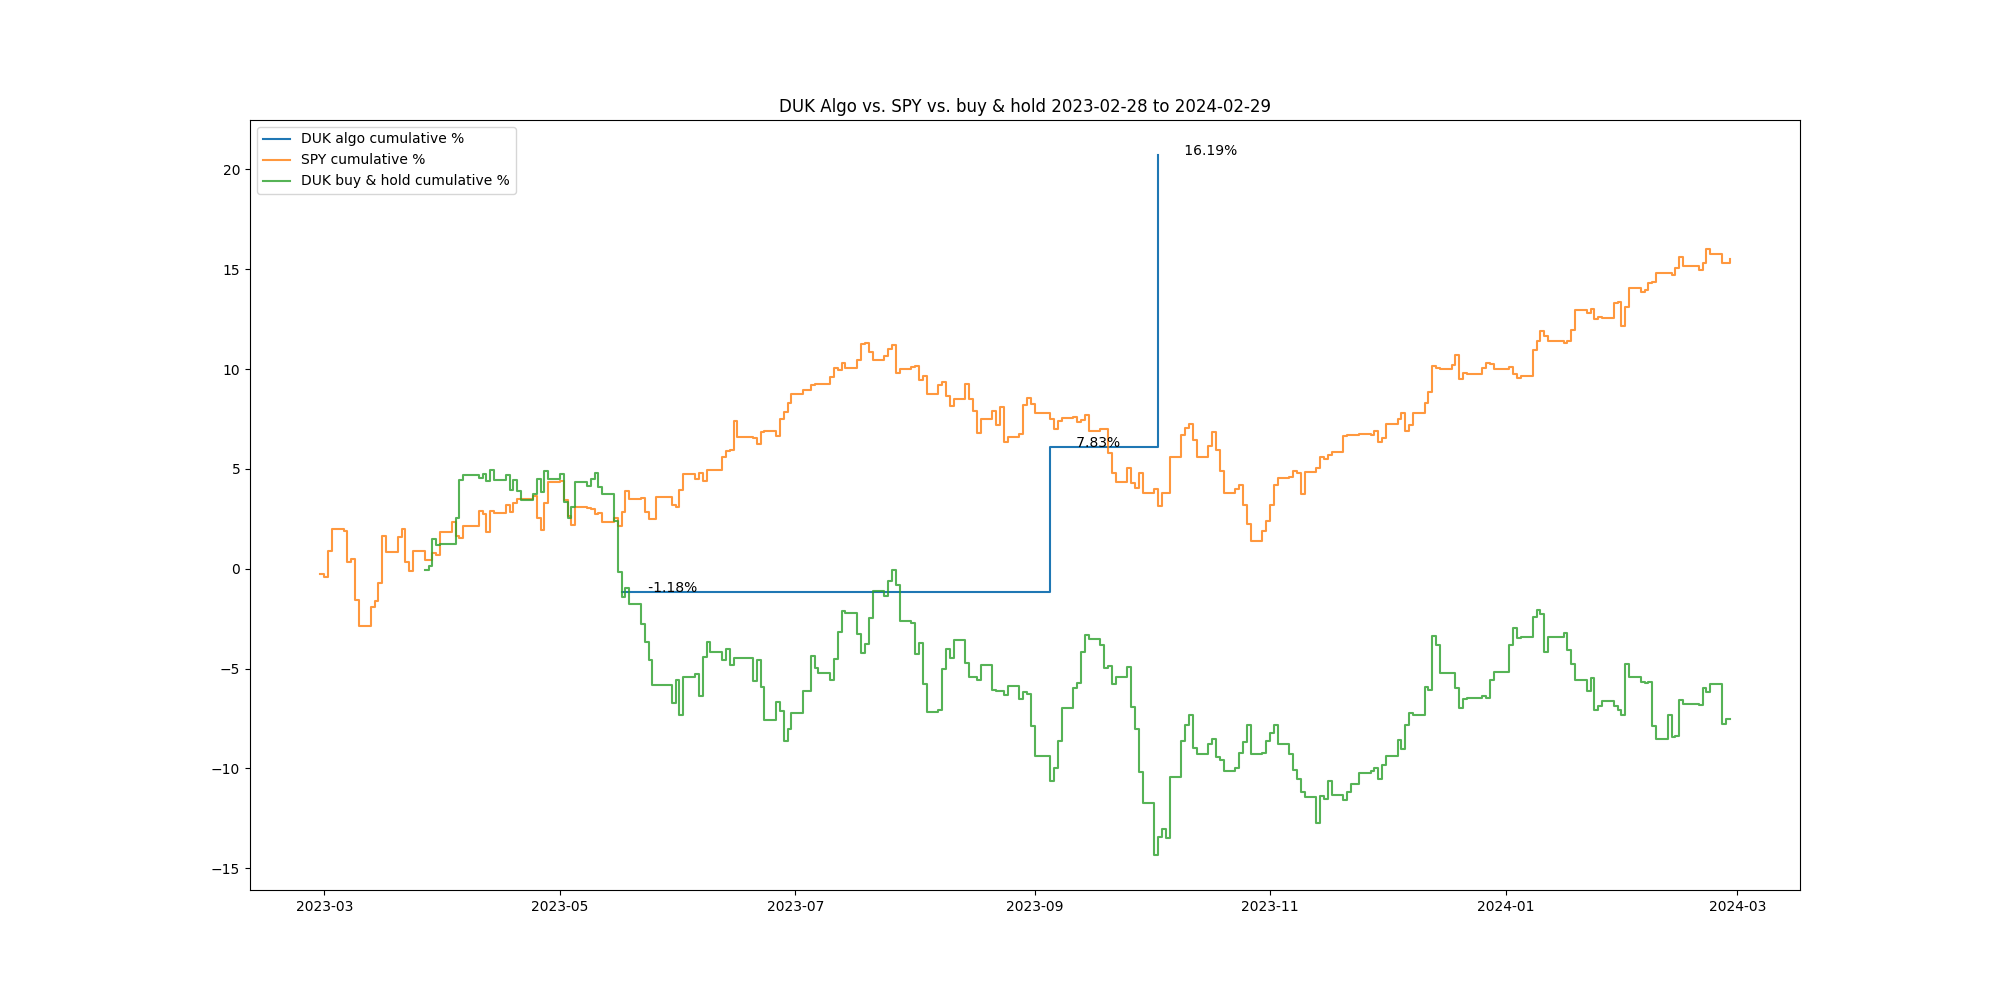 DUK Algo vs. SPY vs. buy & hold 2023-02-28 to 2024-02-29
DUK algo cumulative %
SPY cumulative %
DUK buy & hold cumulative %
16.19%
7.83%
-1.18%
20
15
10
5
0
−5
−10
−15
2023-03 2023-05 2023-07 2023-09 2023-11 2024-01 2024-03